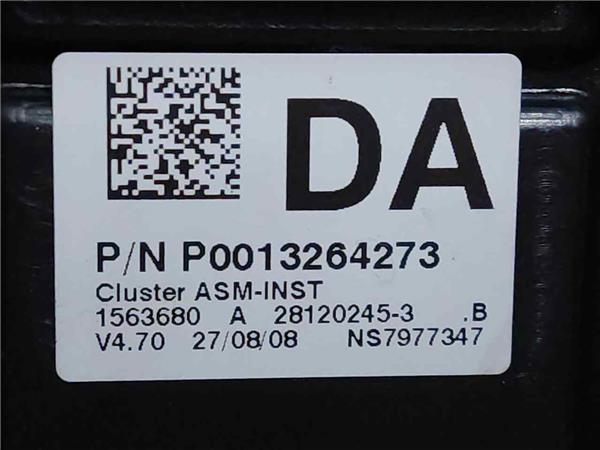 DA
P/N P0013264273
Cluster ASM-INST
1563680 A 28120245-3 .B
V4.70 27/08/08 NS7977347